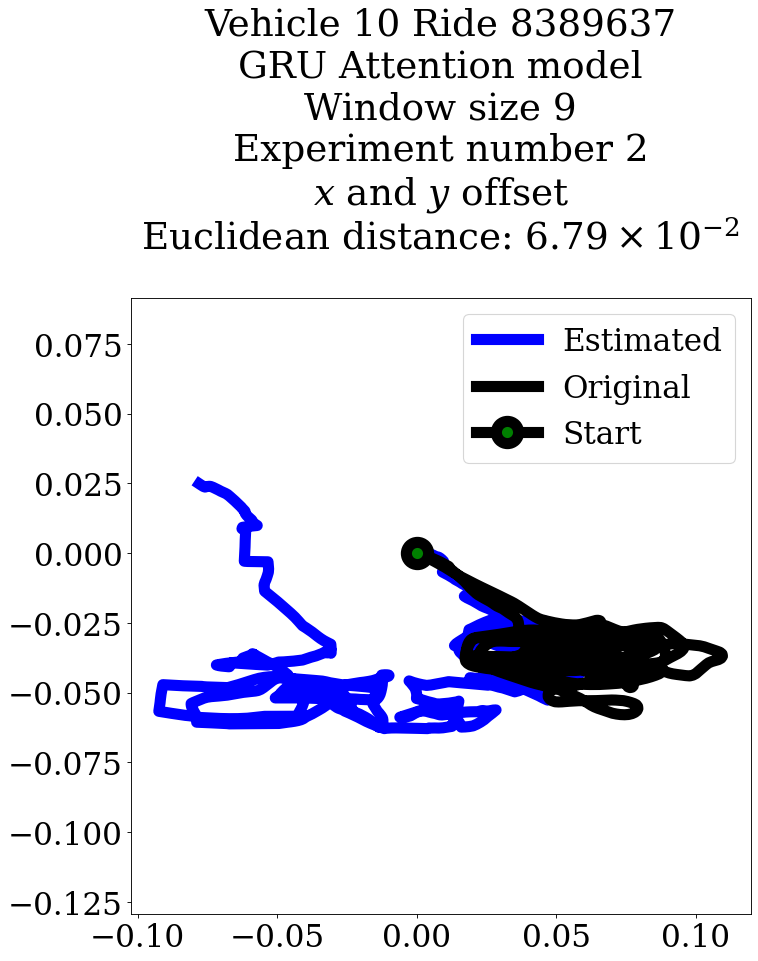 Vehicle 10 Ride 8389637
GRU Attention model
Window size 9
Experiment number 2
x and y offset
Euclidean distance: 6.79 × 10⁻²
Estimated
Original
Start
0.075
0.050
0.025
0.000
−0.025
−0.050
−0.075
−0.100
−0.125
−0.10 −0.05 0.00 0.05 0.10